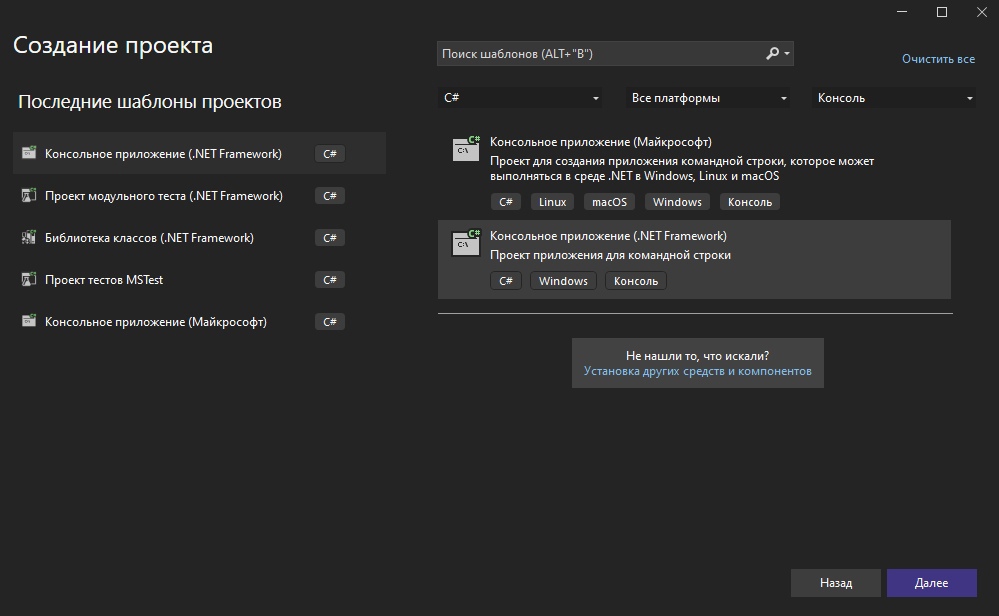 Создание проекта
Последние шаблоны проектов
Консольное приложение (.NET Framework) C#
Проект модульного теста (.NET Framework) C#
Библиотека классов (.NET Framework) C#
Проект тестов MSTest C#
Консольное приложение (Майкрософт) C#
Поиск шаблонов (ALT+"В")
Очистить все
C# Все платформы Консоль
C# C:\ Консольное приложение (Майкрософт)
Проект для создания приложения командной строки, которое может
выполняться в среде .NET в Windows, Linux и macOS
C# Linux macOS Windows Консоль
C# C:\ Консольное приложение (.NET Framework)
Проект приложения для командной строки
C# Windows Консоль
Не нашли то, что искали?
Установка других средств и компонентов
Назад Далее